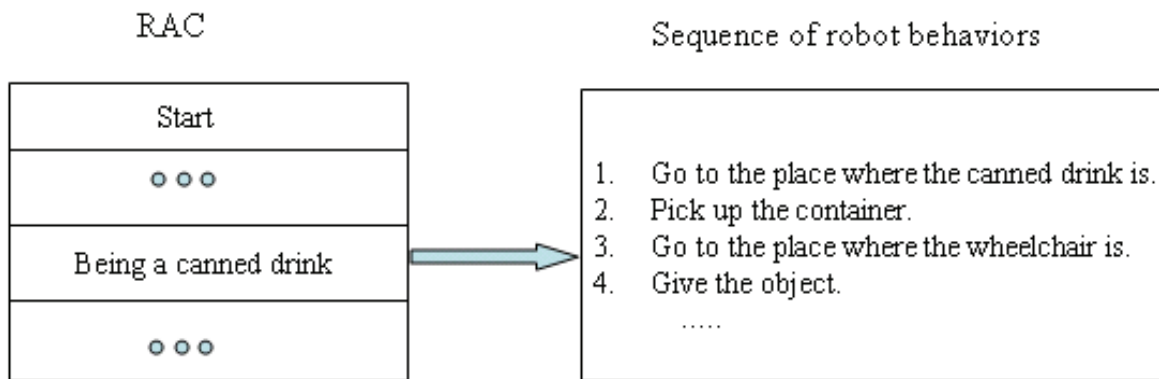 RAC
Sequence of robot behaviors
Start
Being a canned drink
1. Go to the place where the canned drink is.
2. Pick up the container.
3. Go to the place where the wheelchair is.
4. Give the object.
.....